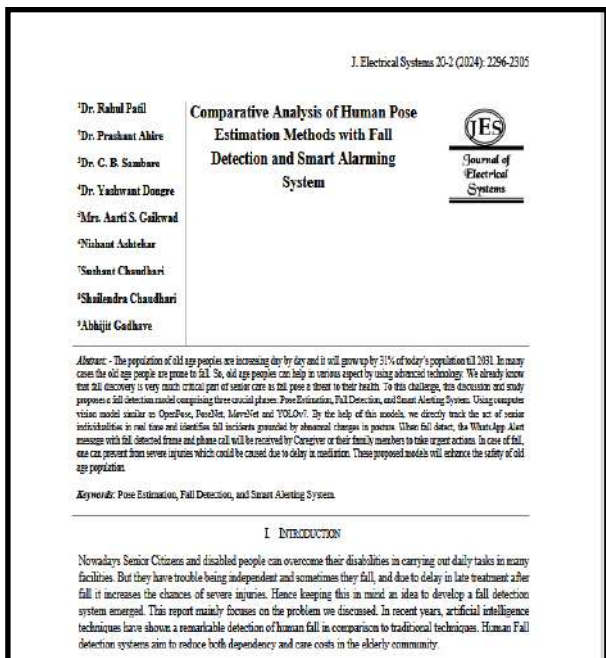 J. Electrical Systems 20-2 (2024): 2296-2305
¹Dr. Rahul Patil
²Dr. Prashant Ahire
³Dr. C. B. Sambare
⁴Dr. Yashwant Dongre
⁵Mrs. Aarti S. Gaikwad
⁶Nishant Ashtekar
⁷Sushant Chaudhari
⁸Shailendra Chaudhari
⁹Abhijit Gadhave
Comparative Analysis of Human Pose
Estimation Methods with Fall
Detection and Smart Alarming
System
JES
Journal of
Electrical
Systems
Abstract: - The population of old age peoples are increasing day by day and it will grow up by 31% of today's population till 2031. In many
cases the old age people are prone to fall. So, old age peoples can help in various aspect by using advanced technology. We already know
that fall discovery is very much critical part of senior care as fall pose a threat to their health. To this challenge, this discussion and study
proposes a fall detection model comprising three crucial phases: Pose Estimation, Fall Detection, and Smart Alerting System. Using computer
vision model similar as OpenPose, PoseNet, MoveNet and YOLOv7. By the help of this models, we directly track the act of senior
individualities in real time and identifies fall incidents grounded by abnormal changes in posture. When fall detect, the WhatsApp Alert
message with fall detected frame and phone call will be received by Caregiver or their family members to take urgent actions. In case of fall,
one can prevent from severe injuries which could be caused due to delay in mediation. These proposed models will enhance the safety of old
age population.
Keywords: Pose Estimation, Fall Detection, and Smart Alerting System.
I. INTRODUCTION
Nowadays Senior Citizens and disabled people can overcome their disabilities in carrying out daily tasks in many
facilities. But they have trouble being independent and sometimes they fall, and due to delay in late treatment after
fall it increases the chances of severe injuries. Hence keeping this in mind an idea to develop a fall detection
system emerged. This report mainly focuses on the problem we discussed. In recent years, artificial intelligence
techniques have shown a remarkable detection of human fall in comparison to traditional techniques. Human Fall
detection systems aim to reduce both dependency and care costs in the elderly community.